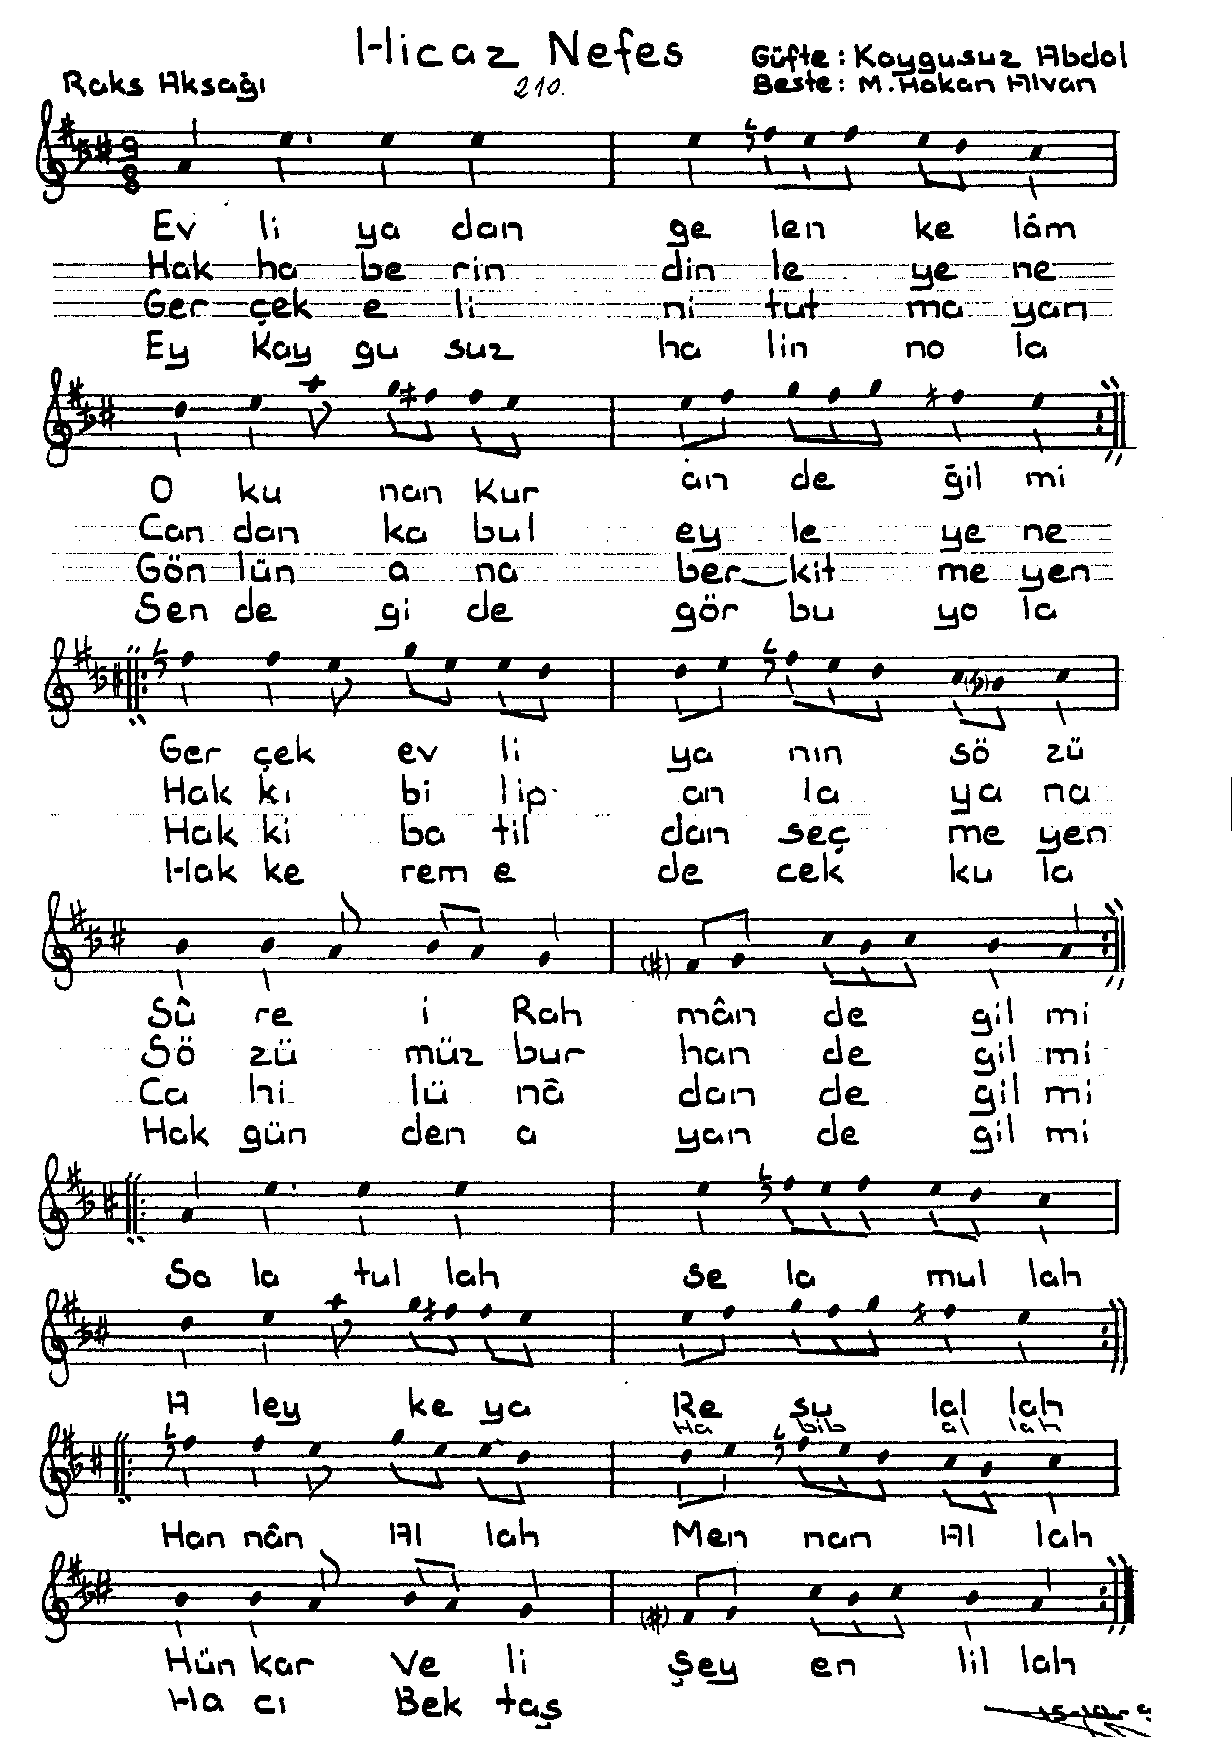 Hicaz Nefes
Güfte : Kaygusuz Abdal
Raks Aksağı
210.
Beste : M. Hakan Alvan
9
8
Ev li ya dan ge len ke lâm
Hak ha be rin din le ye ne
Ger çek e li ni tut ma yan
Ey Kay gu suz ha lin no la
O ku nan Kur an de ğil mi
Can dan ka bul ey le ye ne
Gön lün a na ber kit me yen
Sen de gi de gör bu yo la
Ger çek ev li ya nın sö zü
Hak kı bi lip an la ya na
Hak ki ba til dan seç me yen
Hak ke rem e de cek ku la
Sû re i Rah mân de gil mi
Sö zü müz bur han de gil mi
Ca hi lü nâ dan de gil mi
Hak gün den a yan de gil mi
Sa la tul lah se la mul lah
A ley ke ya Re su lal lah
Ha bib al lah
Han nân Al lah Men nan Al lah
Hün kar Ve li Şey en lil lah
Ha cı Bek taş